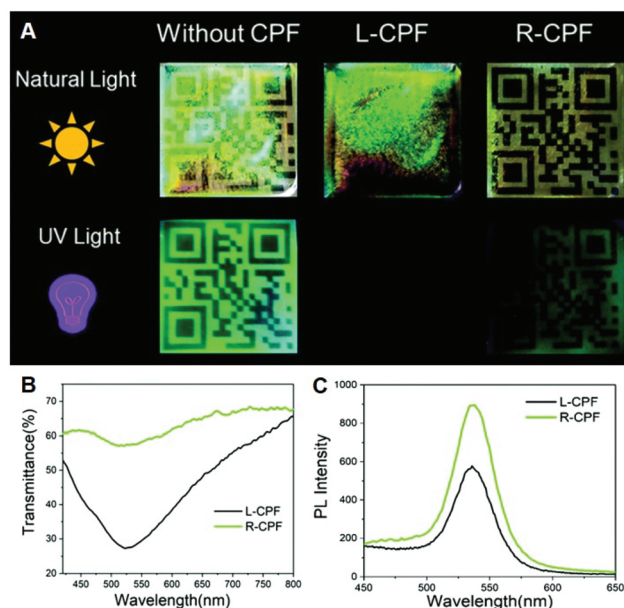 A
Without CPF L-CPF R-CPF
Natural Light
UV Light
B
Transmittance(%)
70
60
50
40
30
20
L-CPF
R-CPF
450 500 550 600 650 700 750 800
Wavelength(nm)
C
PL Intensity
1000
800
600
400
200
0
L-CPF
R-CPF
450 500 550 600 650
Wavelength(nm)